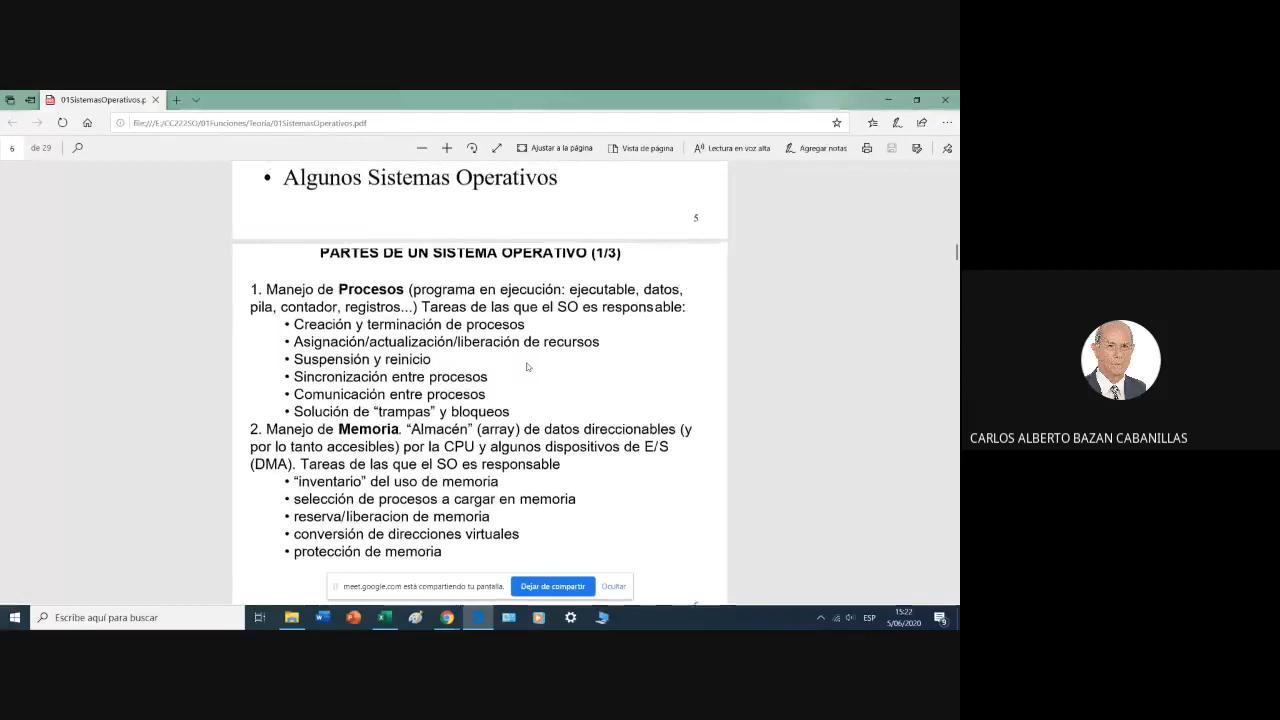 01SistemasOperativos.p
file:///E:/CC222SO/01Funciones/Teoria/01SistemasOperativos.pdf
6 de 29 Ajustar a la página Vista de página Lectura en voz alta Agregar notas
• Algunos Sistemas Operativos
5
PARTES DE UN SISTEMA OPERATIVO (1/3)
1. Manejo de Procesos (programa en ejecución: ejecutable, datos,
pila, contador, registros...) Tareas de las que el SO es responsable:
• Creación y terminación de procesos
• Asignación/actualización/liberación de recursos
• Suspensión y reinicio
• Sincronización entre procesos
• Comunicación entre procesos
• Solución de “trampas” y bloqueos
2. Manejo de Memoria. “Almacén” (array) de datos direccionables (y
por lo tanto accesibles) por la CPU y algunos dispositivos de E/S
(DMA). Tareas de las que el SO es responsable
• “inventario” del uso de memoria
• selección de procesos a cargar en memoria
• reserva/liberacion de memoria
• conversión de direcciones virtuales
• protección de memoria
meet.google.com está compartiendo tu pantalla. Dejar de compartir Ocultar
Escribe aquí para buscar
ESP
15:22
5/06/2020
CARLOS ALBERTO BAZAN CABANILLAS